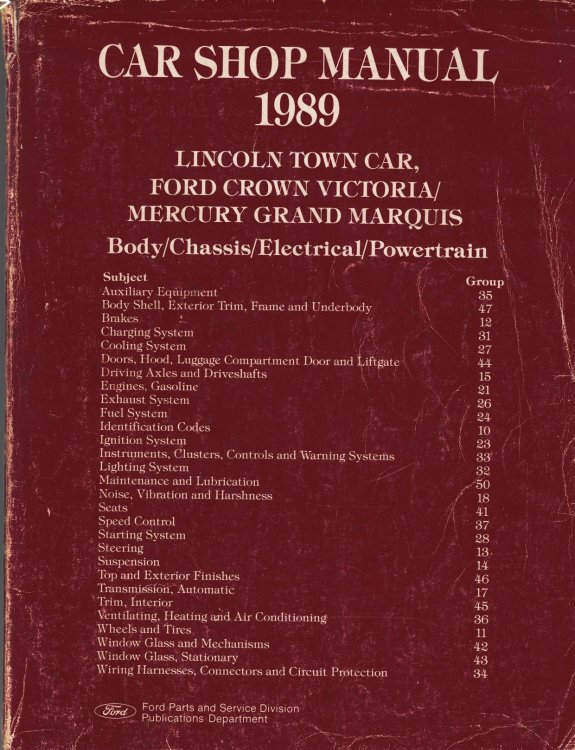 CAR SHOP MANUAL
1989
LINCOLN TOWN CAR,
FORD CROWN VICTORIA/
MERCURY GRAND MARQUIS
Body/Chassis/Electrical/Powertrain
Subject Group
Auxiliary Equipment 35
Body Shell, Exterior Trim, Frame and Underbody 47
Brakes 12
Charging System 31
Cooling System 27
Doors, Hood, Luggage Compartment Door and Liftgate 44
Driving Axles and Driveshafts 15
Engines, Gasoline 21
Exhaust System 26
Fuel System 24
Identification Codes 10
Ignition System 23
Instruments, Clusters, Controls and Warning Systems 33
Lighting System 32
Maintenance and Lubrication 50
Noise, Vibration and Harshness 18
Seats 41
Speed Control 37
Starting System 28
Steering 13
Suspension 14
Top and Exterior Finishes 46
Transmission, Automatic 17
Trim, Interior 45
Ventilating, Heating and Air Conditioning 36
Wheels and Tires 11
Window Glass and Mechanisms 42
Window Glass, Stationary 43
Wiring Harnesses, Connectors and Circuit Protection 34
Ford Ford Parts and Service Division
Publications Department